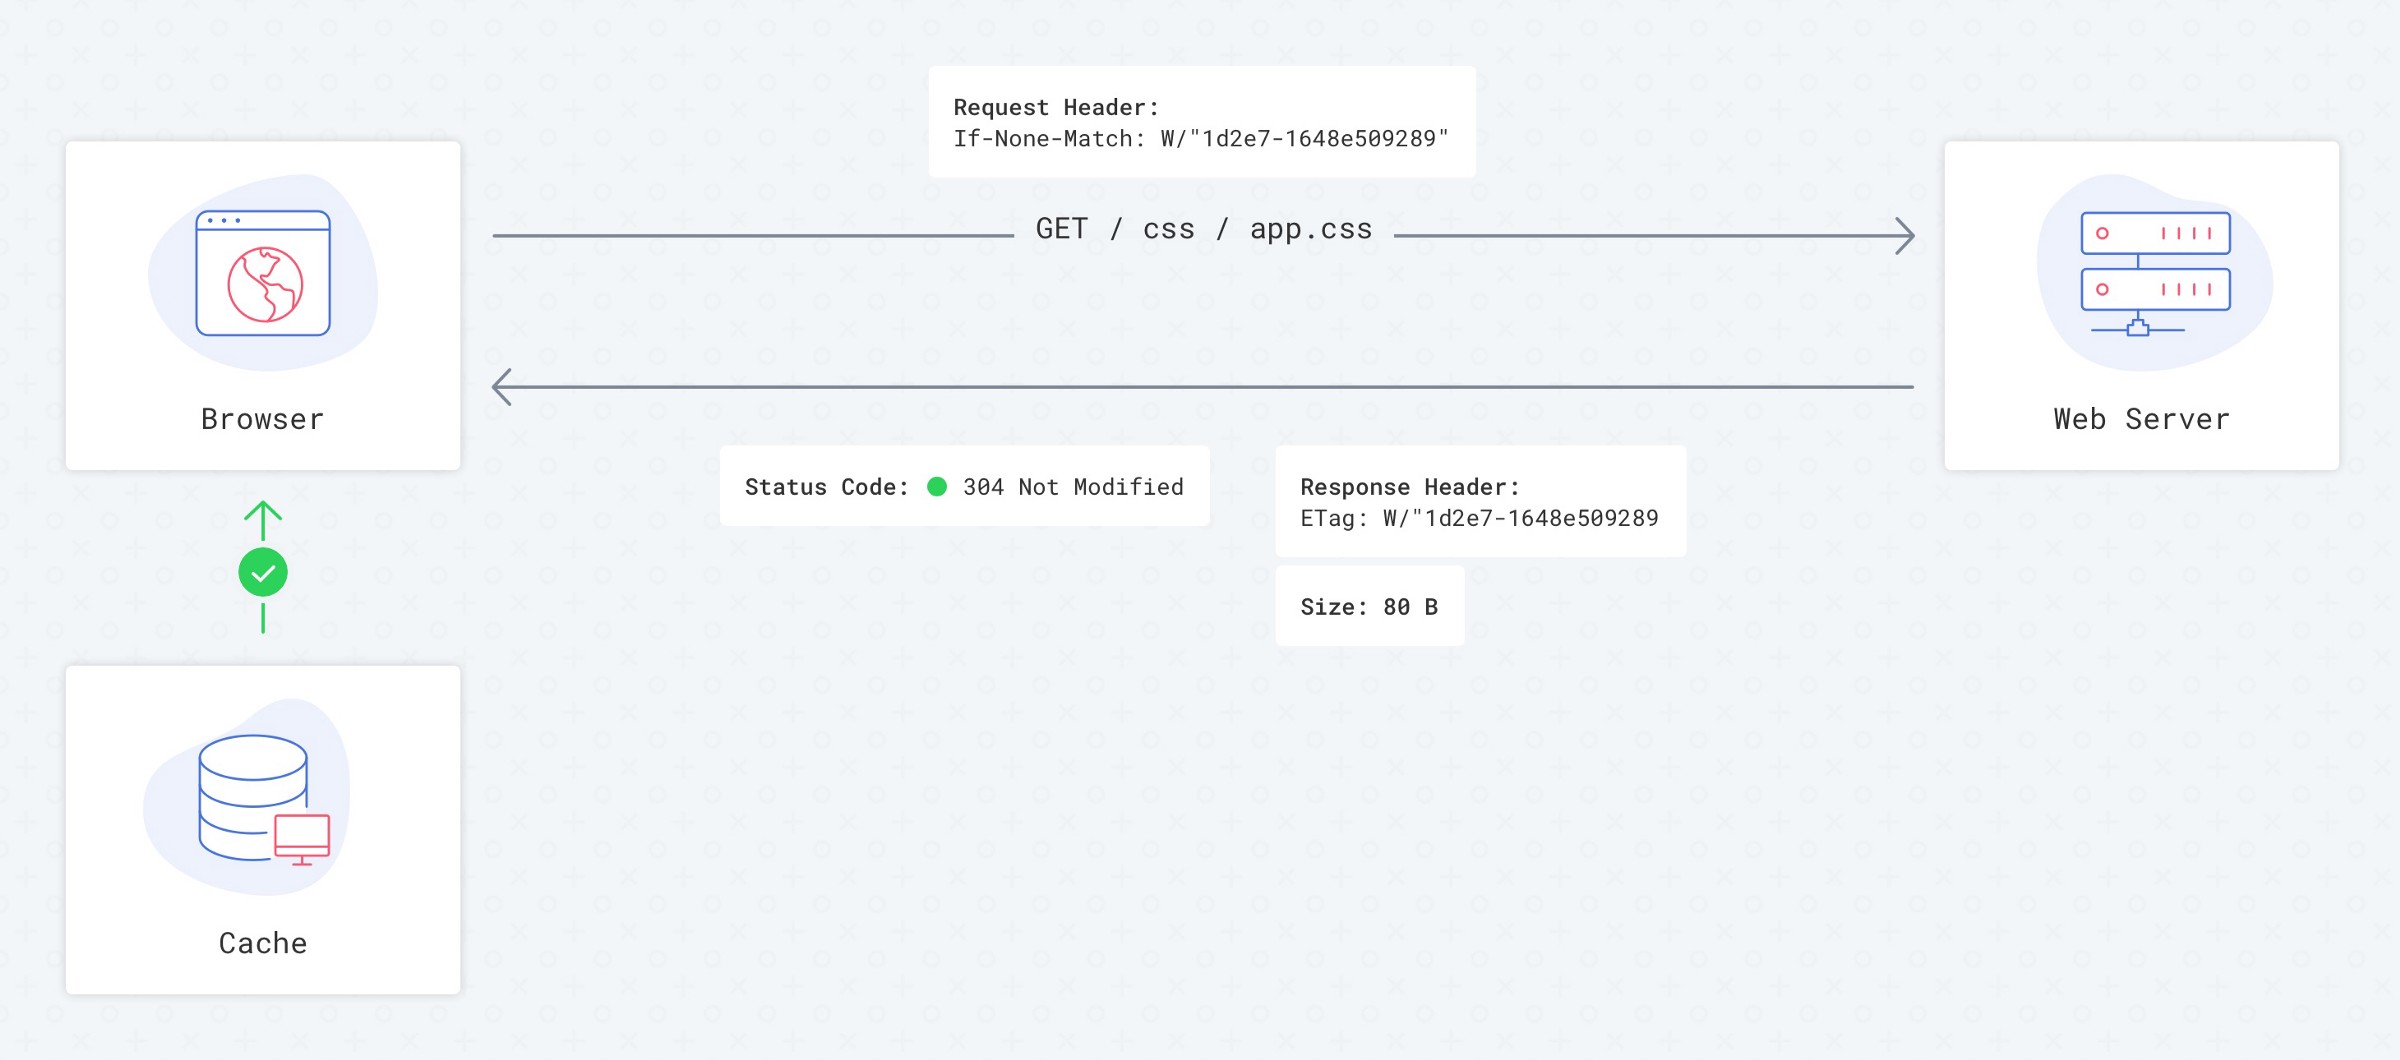 Request Header:
If-None-Match: W/"1d2e7-1648e509289"
GET / css / app.css
Browser
Web Server
Status Code: 304 Not Modified
Response Header:
ETag: W/"1d2e7-1648e509289
Size: 80 B
Cache